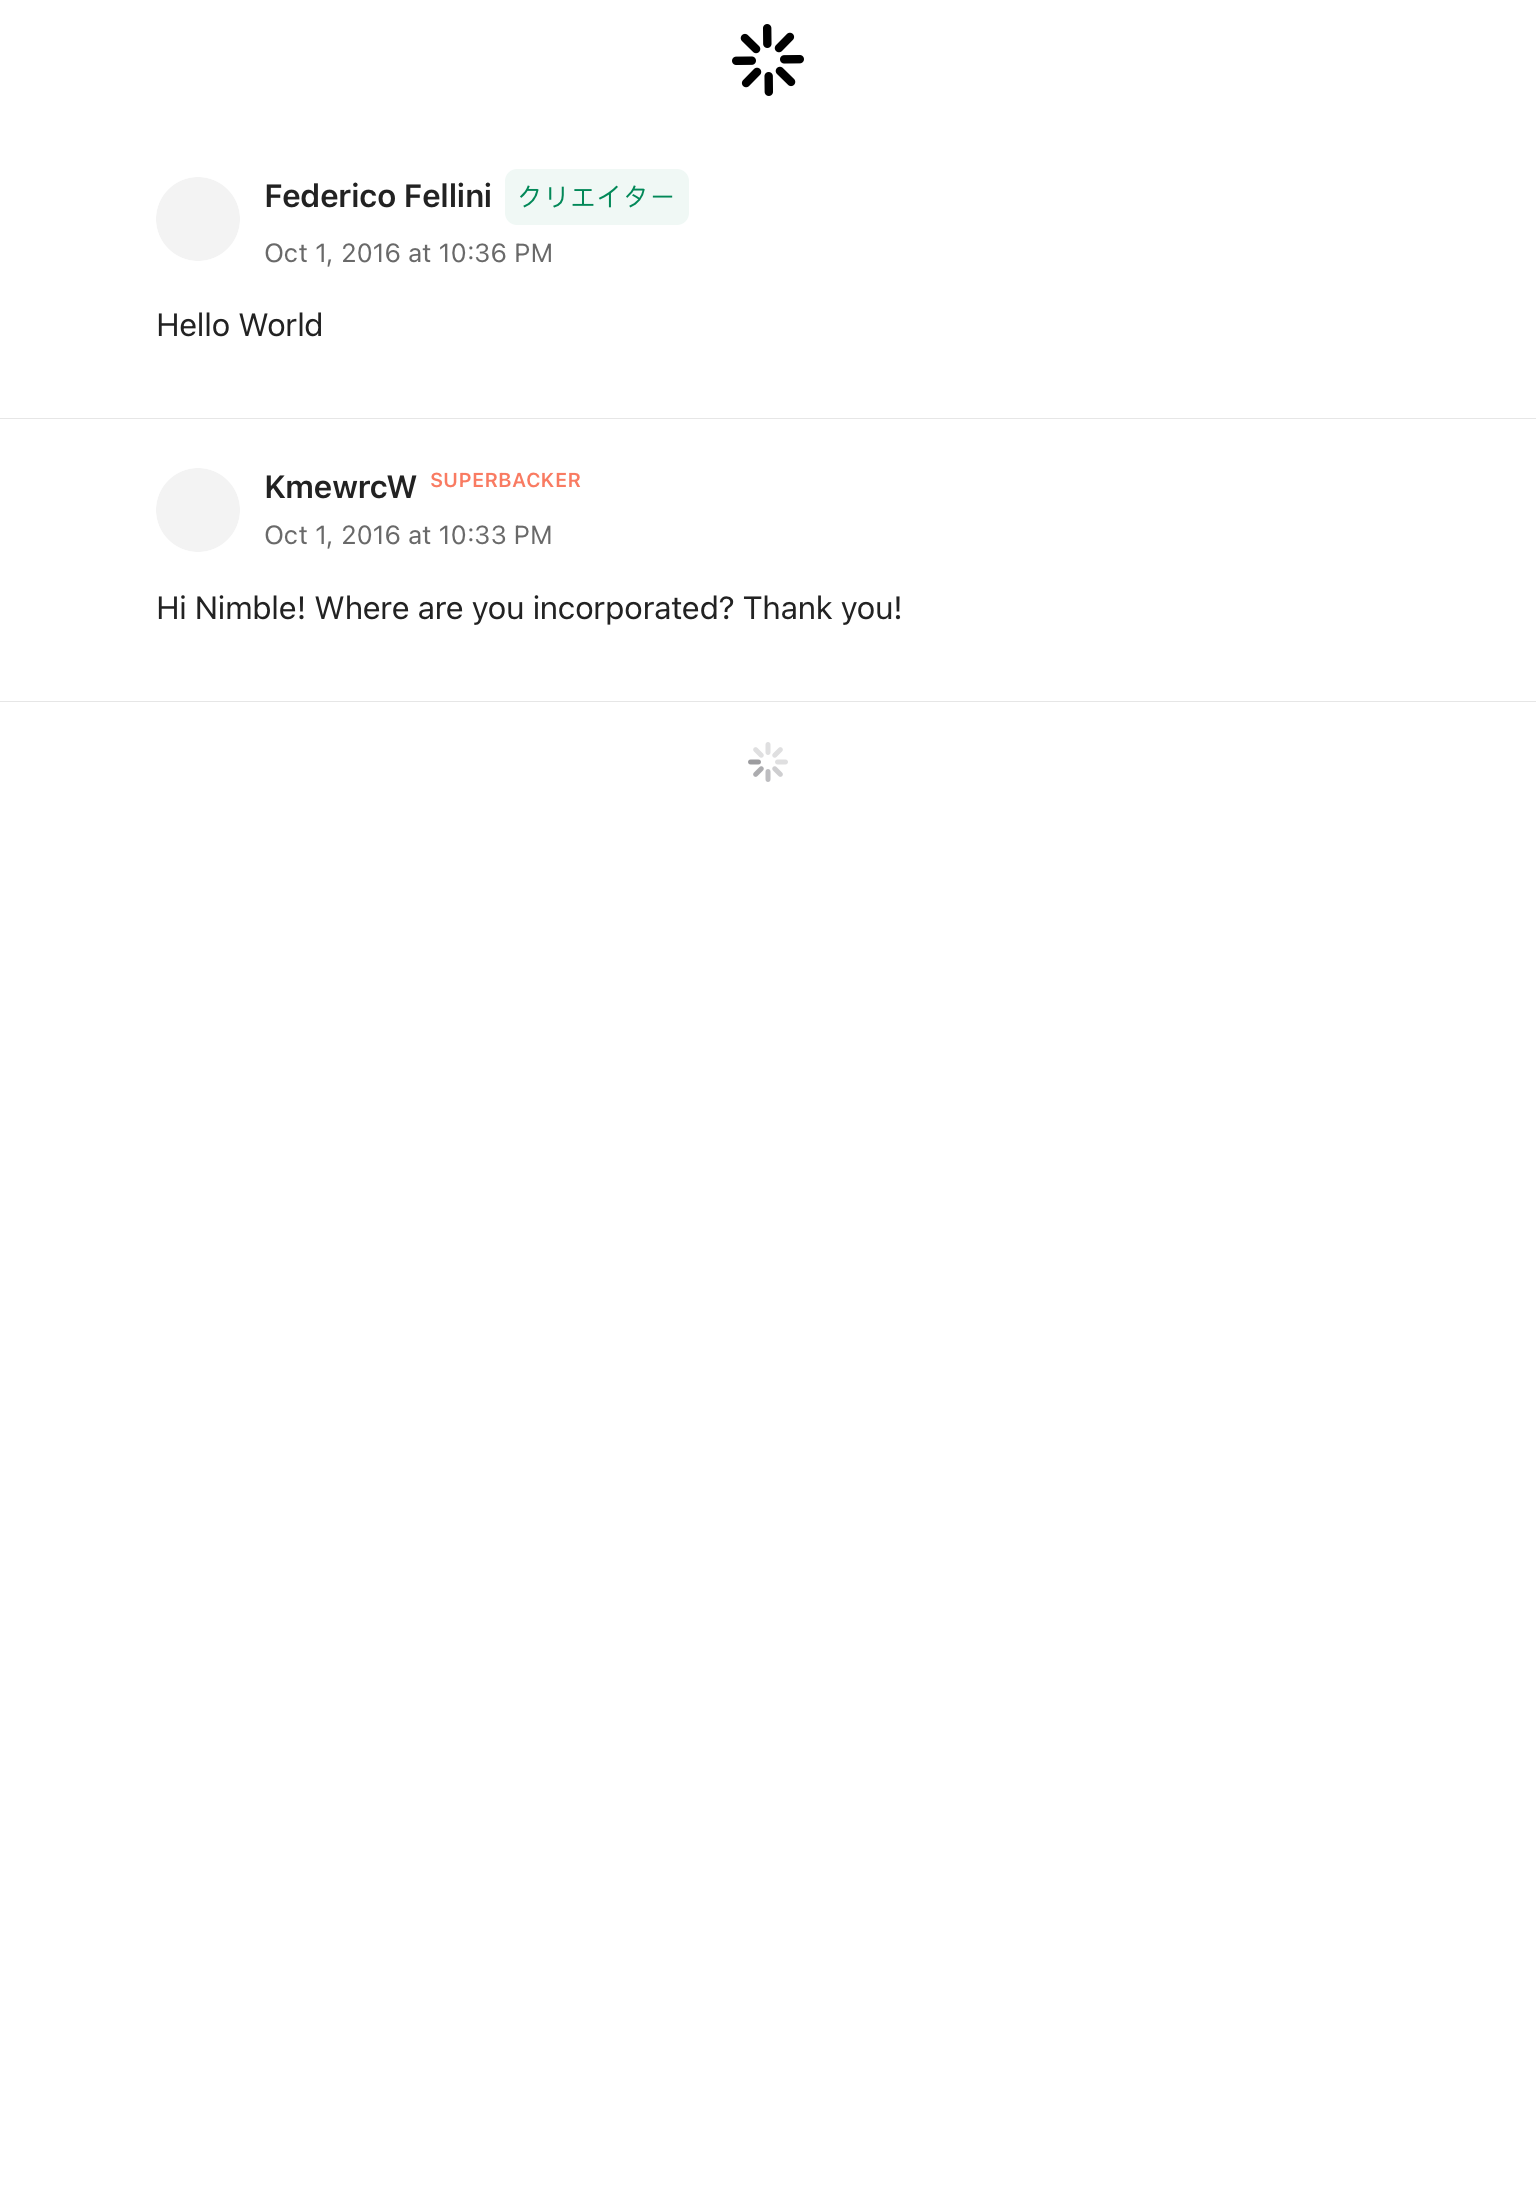 Federico Fellini クリエイター
Oct 1, 2016 at 10:36 PM
Hello World
KmewrcW SUPERBACKER
Oct 1, 2016 at 10:33 PM
Hi Nimble! Where are you incorporated? Thank you!